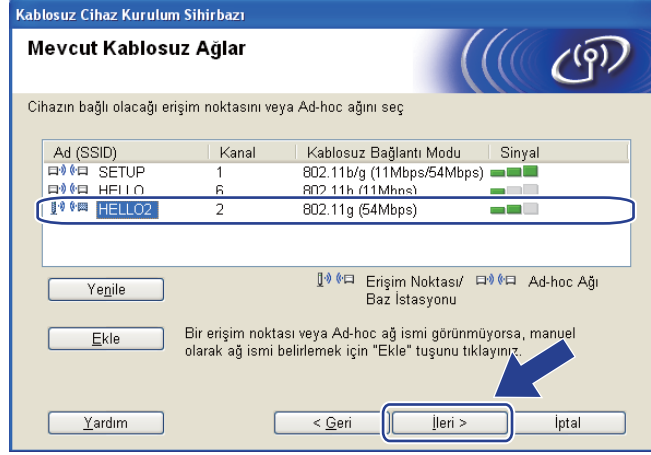 Kablosuz Cihaz Kurulum Sihirbazı
Mevcut Kablosuz Ağlar
Cihazın bağlı olacağı erişim noktasını veya Ad-hoc ağını seç
Ad (SSID) Kanal Kablosuz Bağlantı Modu Sinyal
SETUP 1 802.11b/g (11Mbps/54Mbps)
HELLO 6 802.11b (11Mbps)
HELLO2 2 802.11g (54Mbps)
Yenile
Erişim Noktası/ Baz İstasyonu
Ad-hoc Ağı
Ekle
Bir erişim noktası veya Ad-hoc ağ ismi görünmüyorsa, manuel
olarak ağ ismi belirlemek için "Ekle" tuşunu tıklayınız.
Yardım < Geri İleri > İptal